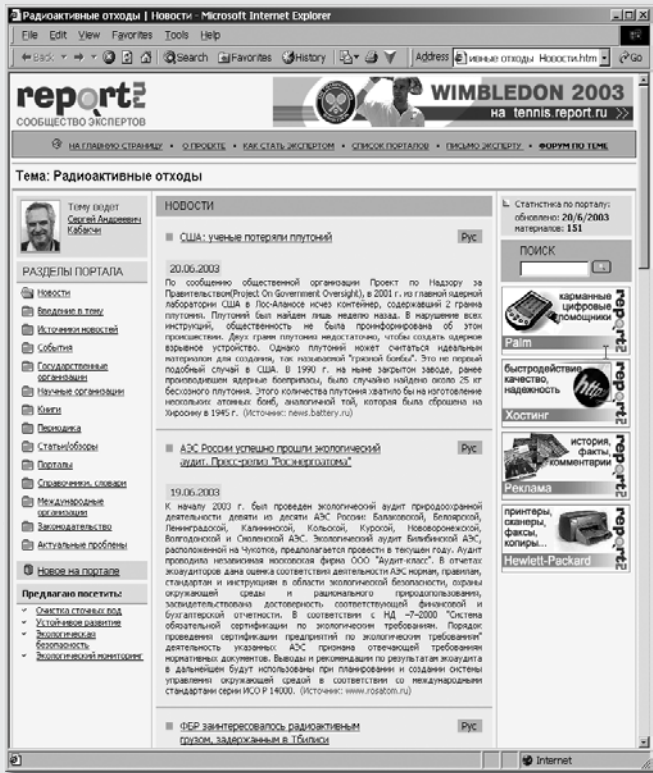 Радиоактивные отходы | Новости - Microsoft Internet Explorer
File Edit View Favorites Tools Help
Back Search Favorites History Address ивные отходы Новости.htm Go
report
СООБЩЕСТВО ЭКСПЕРТОВ
WIMBLEDON 2003
на tennis.report.ru >>
НА ГЛАВНУЮ СТРАНИЦУ • О ПРОЕКТЕ • КАК СТАТЬ ЭКСПЕРТОМ • СПИСОК ПОРТАЛОВ • ПИСЬМО ЭКСПЕРТУ • ФОРУМ ПО ТЕМЕ
Тема: Радиоактивные отходы
Тему ведет
Сергей Андреевич
Кабакчи
РАЗДЕЛЫ ПОРТАЛА
Новости
Введение в тему
Источники новостей
События
Государственные
организации
Научные организации
Книги
Периодика
Статьи/обзоры
Порталы
Справочники, словари
Международные
организации
Законодательство
Актуальные проблемы
Новое на портале
Предлагаю посетить:
Очистка сточных вод
Устойчивое развитие
Экологическая
безопасность
Экологический мониторинг
НОВОСТИ
США: ученые потеряли плутоний Рус
20.06.2003
По сообщению общественной организации Проект по Надзору за
Правительством(Project On Government Oversight), в 2001 г. из главной ядерной
лаборатории США в Лос-Аламосе исчез контейнер, содержавший 2 грамма
плутония. Плутоний был найден лишь неделю назад. В нарушение всех
инструкций, общественность не была проинформирована об этом
происшествии. Двух грамм плутония недостаточно, чтобы создать ядерное
взрывное устройство. Однако плутоний может считаться идеальным
материалом для создания, так называемой "грязной бомбы". Это не первый
подобный случай в США. В 1990 г. на ныне закрытом заводе, ранее
производившем ядерные боеприпасы, было случайно найдено около 25 кг
бесхозного плутония. Этого количества плутония хватило бы на изготовление
нескольких атомных бомб, аналогичной той, которая была сброшена на
Хиросиму в 1945 г. (Источник: news.battery.ru)
АЭС России успешно прошли экологический Рус
аудит. Пресс-релиз "Росэнергоатома"
19.06.2003
К началу 2003 г. был проведен экологический аудит природоохранной
деятельности девяти из десяти АЭС России: Балаковской, Белоярской,
Ленинградской, Калининской, Кольской, Курской, Нововоронежской,
Волгодонской и Смоленской АЭС. Экологический аудит Билибинской АЭС,
расположенной на Чукотке, предполагается провести в текущем году. Аудит
проводила независимая московская фирма ООО "Аудит-класс". В отчетах
экоаудиторов дана оценка соответствия деятельности АЭС нормам, правилам,
стандартам и инструкциям в области экологической безопасности, охраны
окружающей среды и рационального природопользования,
засвидетельствована достоверность соответствующей финансовой и
бухгалтерской отчетности. В соответствии с НД –7–2000 "Система
обязательной сертификации по экологическим требованиям. Порядок
проведения сертификации предприятий по экологическим требованиям"
деятельность указанных АЭС признана отвечающей требованиям
нормативных документов. Выводы и рекомендации по результатам экоаудита
в дальнейшем будут использованы при планировании и создании системы
управления окружающей средой в соответствии со международными
стандартами серии ИСО Р 14000. (Источник: www.rosatom.ru)
ФБР заинтересовалось радиоактивным Рус
грузом, задержанным в Тбилиси
Статистика по порталу:
обновлено: 20/6/2003
материалов: 151
ПОИСК
карманные
цифровые
помощники
Palm
report
быстродействие
качество,
надежность
http
Хостинг
report
история,
факты,
комментарии
Реклама
report
принтеры,
сканеры,
факсы,
копиры...
Hewlett-Packard
report
Internet